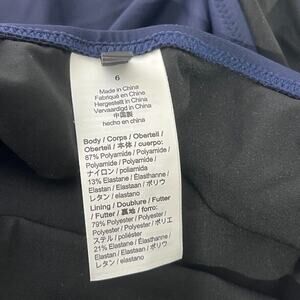 6
Made in China
Fabriqué en Chine
Hergestellt in China
Vervaardigd in China
中国製
hecho en china
Body / Corps / Oberteil /
Oberteil / 本体 / cuerpo:
87% Polyamide / Polyamide /
Polyamid / Polyamide /
ナイロン / poliamida
13% Elastane / Élasthanne /
Elastan / Elastaan / ポリウ
レタン / elastano
Lining / Doublure /
Futter / Futter / 裏地 / forro:
79% Polyester / Polyester /
Polyester / Polyester / ポリエ
ステル / poliéster
21% Elastane / Élasthanne /
Elastan / Elastaan / ポリウ
レタン / elastano